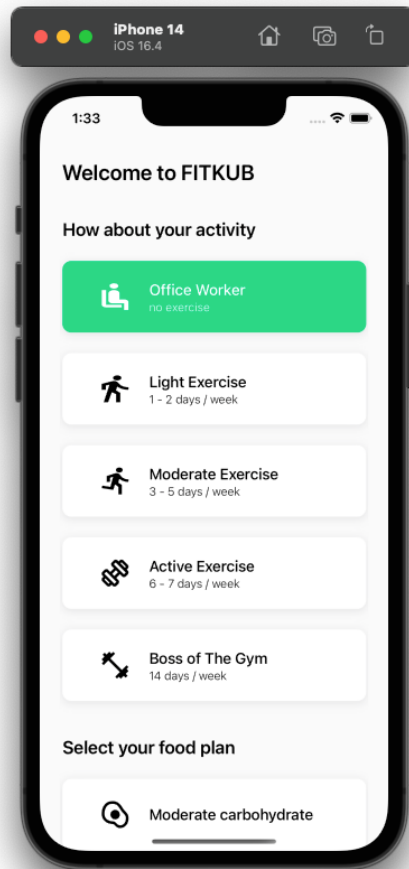 iPhone 14
iOS 16.4
1:33
Welcome to FITKUB
How about your activity
Office Worker
no exercise
Light Exercise
1 - 2 days / week
Moderate Exercise
3 - 5 days / week
Active Exercise
6 - 7 days / week
Boss of The Gym
14 days / week
Select your food plan
Moderate carbohydrate